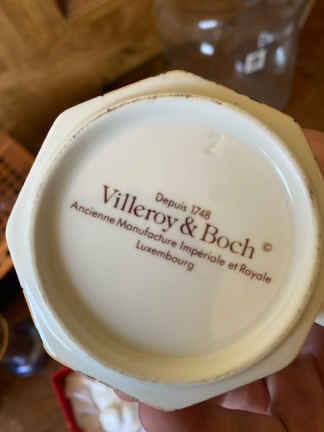 Depuis 1748
Villeroy & Boch ©
Ancienne Manufacture Impériale et Royale
Luxembourg